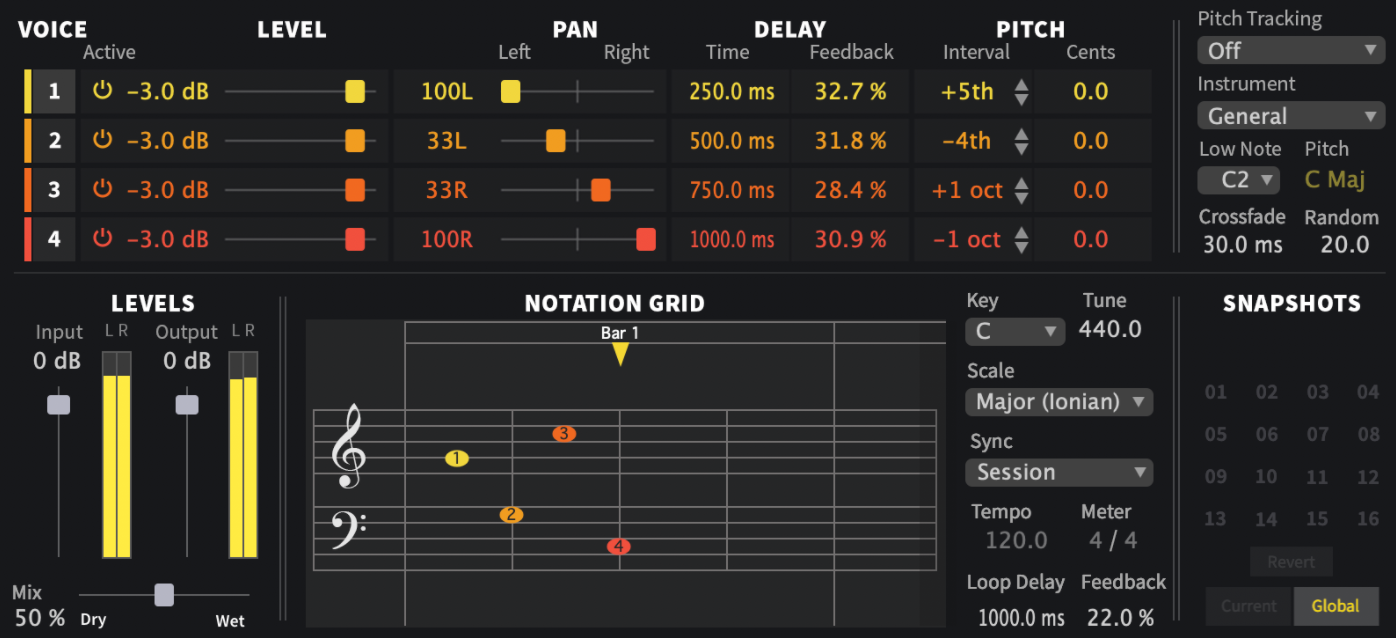 VOICE LEVEL PAN DELAY PITCH
Active Left Right Time Feedback Interval Cents
1 −3.0 dB 100L 250.0 ms 32.7 % +5th 0.0
2 −3.0 dB 33L 500.0 ms 31.8 % −4th 0.0
3 −3.0 dB 33R 750.0 ms 28.4 % +1 oct 0.0
4 −3.0 dB 100R 1000.0 ms 30.9 % −1 oct 0.0
Pitch Tracking
Off
Instrument
General
Low Note Pitch
C2 C Maj
Crossfade Random
30.0 ms 20.0
LEVELS
Input L R Output L R
0 dB 0 dB
Mix
50 % Dry Wet
NOTATION GRID
Bar 1
3
1
2
4
Key Tune
C 440.0
Scale
Major (Ionian)
Sync
Session
Tempo Meter
120.0 4 / 4
Loop Delay Feedback
1000.0 ms 22.0 %
SNAPSHOTS
01 02 03 04
05 06 07 08
09 10 11 12
13 14 15 16
Revert
Current Global